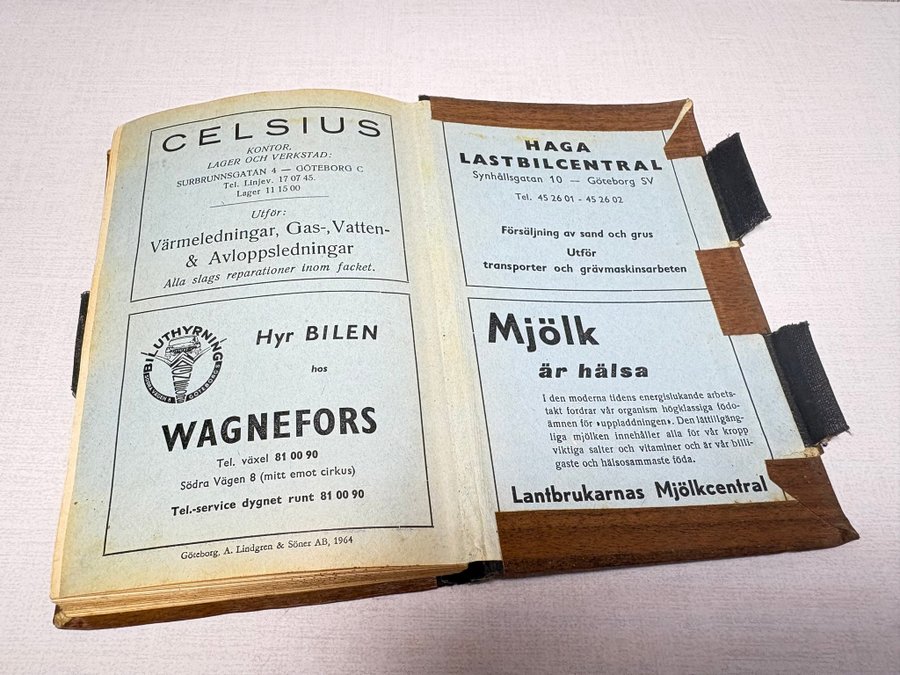 CELSIUS
KONTOR,
LAGER OCH VERKSTAD:
SURBRUNNSGATAN 4 — GÖTEBORG C
Tel. Linjev. 17 07 45.
Lager 11 15 00
Utför:
Värmeledningar, Gas-, Vatten-
& Avloppsledningar
Alla slags reparationer inom facket.
BILUTHYRNING
SÖDRA VÄGEN 8 GÖTEBORG S
Hyr BILEN
hos
WAGNEFORS
Tel. växel 81 00 90
Södra Vägen 8 (mitt emot cirkus)
Tel.-service dygnet runt 81 00 90
Göteborg, A. Lindgren & Söner AB, 1964
HAGA
LASTBILCENTRAL
Synhållsgatan 10 — Göteborg SV
Tel. 45 26 01 - 45 26 02
Försäljning av sand och grus
Utför
transporter och grävmaskinsarbeten
Mjölk
är hälsa
I den moderna tidens energislukande arbets-
takt fordrar vår organism högklassiga födo-
ämnen för »uppladdningen». Den lättillgäng-
liga mjölken innehåller alla för vår kropp
viktiga salter och vitaminer och är vår billi-
gaste och hälsosammaste föda.
Lantbrukarnas Mjölkcentral